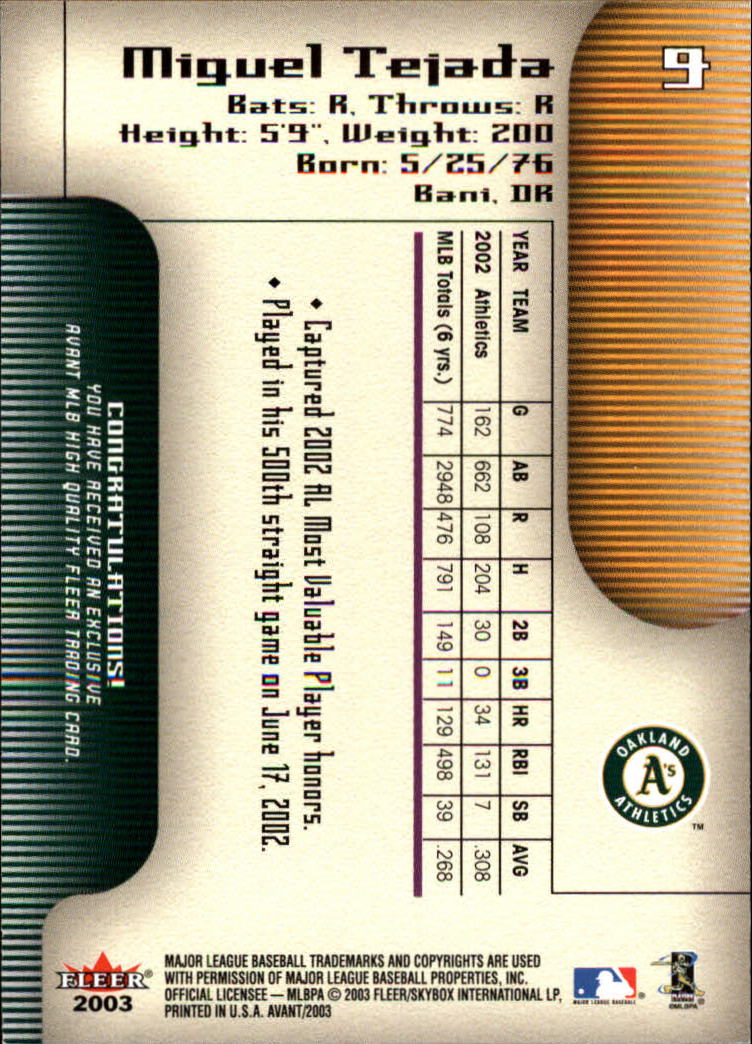 9
Miguel Tejada
Bats: R, Throws: R
Height: 5'9", Weight: 200
Born: 5/25/76
Bani, DR
YEAR TEAM G AB R H 2B 3B HR RBI SB AVG
2002 Athletics 162 662 108 204 30 0 34 131 7 .308
MLB Totals (6 yrs.) 774 2948 476 791 149 11 129 498 39 .268
♦ Captured 2002 AL Most Valuable Player honors.
♦ Played in his 500th straight game on June 17, 2002.
CONGRATULATIONS!
YOU HAVE RECEIVED AN EXCLUSIVE
AVANT MLB HIGH QUALITY FLEER TRADING CARD.
OAKLAND
A's
ATHLETICS
TM
FLEER®
2003
MAJOR LEAGUE BASEBALL TRADEMARKS AND COPYRIGHTS ARE USED
WITH PERMISSION OF MAJOR LEAGUE BASEBALL PROPERTIES, INC.
OFFICIAL LICENSEE — MLBPA © 2003 FLEER/SKYBOX INTERNATIONAL LP,
PRINTED IN U.S.A. AVANT/2003
MAJOR LEAGUE BASEBALL ®
©MLBPA